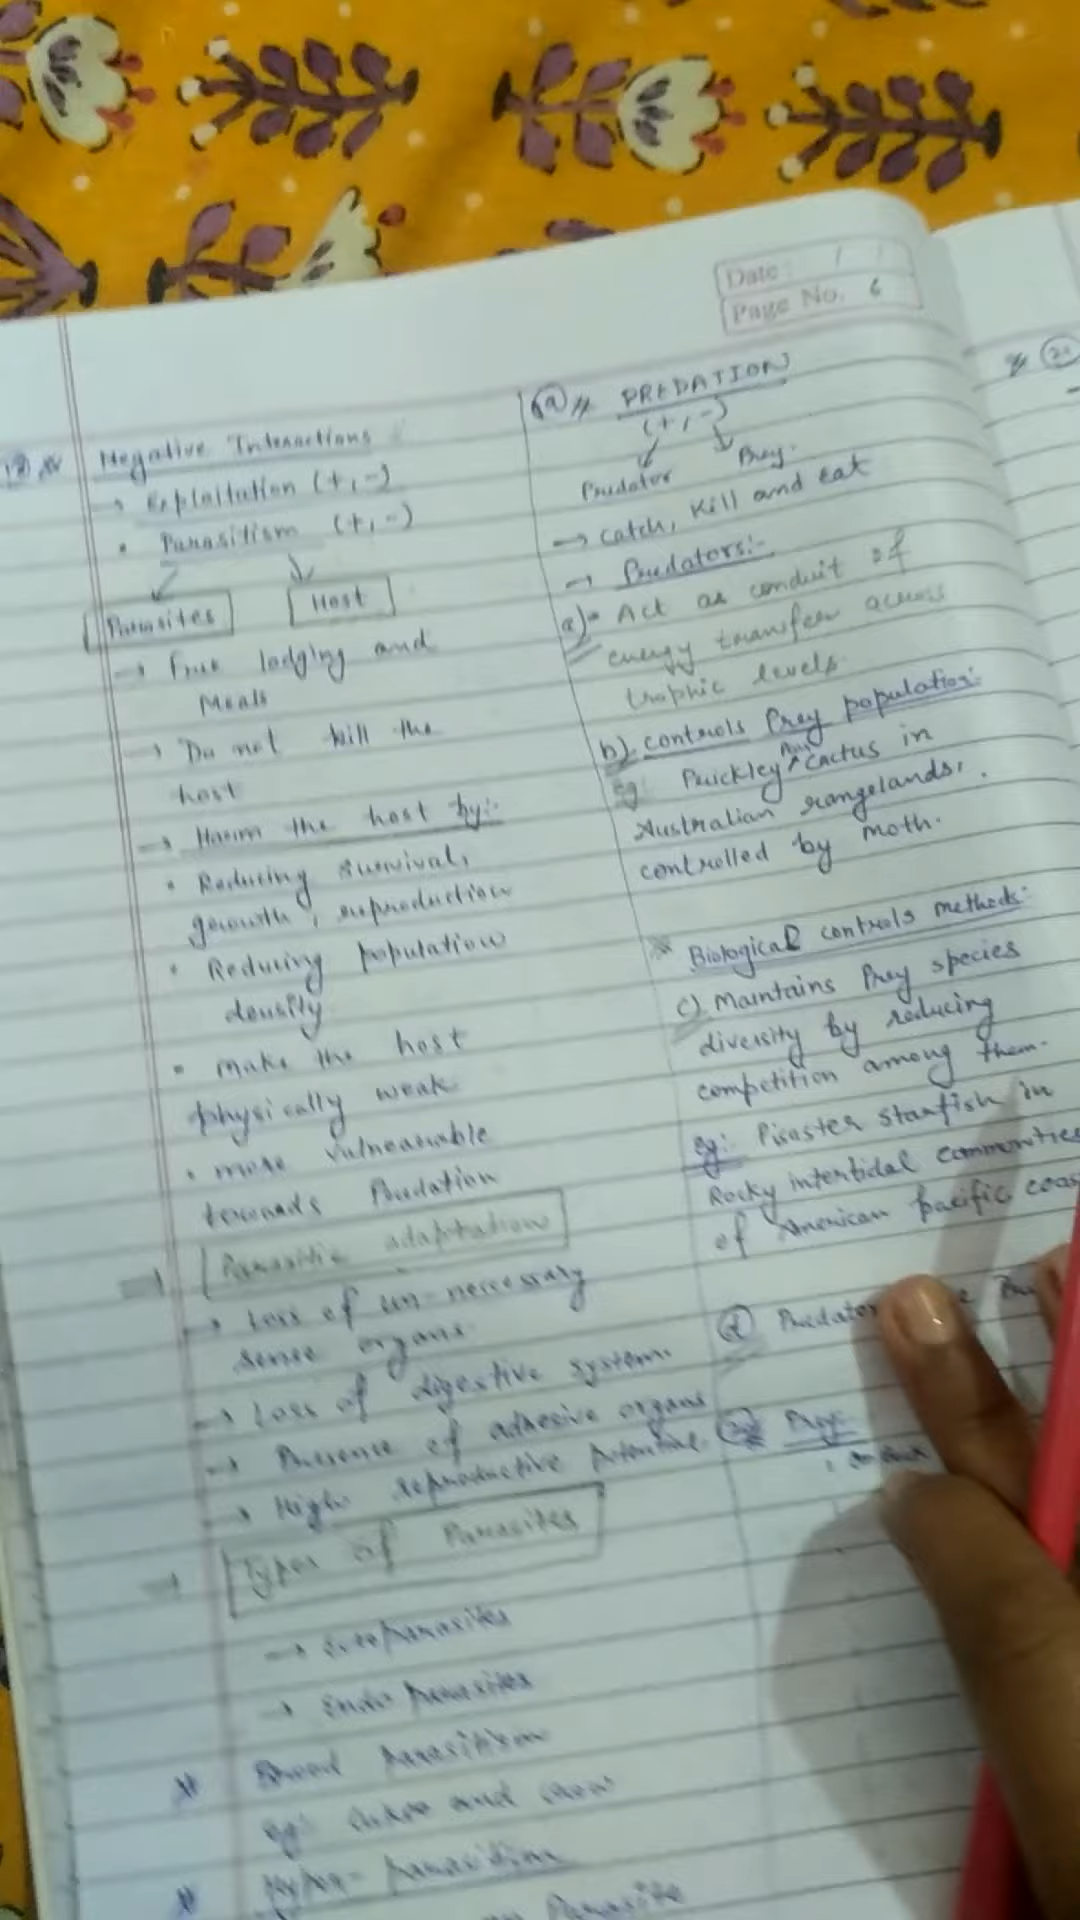 Date / /
Page No. 6
Negative Interactions
→ Exploitation (+,-)
• Parasitism (+,-)
Parasites Host
→ Free lodging and
Meals
→ Do not kill the
host
→ Harm the host by:-
• Reducing survival,
growth, reproduction
• Reducing population
density
• make the host
physically weak
• more vulnearable
towards Predation
→ Parasitic adaptation
→ Loss of un-necessary
sense organs
→ Loss of digestive system.
→ Presence of adhesive organs
→ High reproductive potential
→ Types of Parasites
→ Ectoparasites
→ Endo parasites
Brood parasitism
eg:
Hyper-parasitism
Parasite
(a) // PREDATION
(+,-)
Predator Prey.
→ catch, kill and eat
→ Predators:-
a) Act as conduit of
energy transfer across
trophic levels.
b) controls Prey population:
eg: Prickley Cactus in
Australian rangelands,
controlled by moth.
Biological controls methods:
c) Maintains Prey species
diversity by reducing
competition among them.
eg: Pisaster starfish in
Rocky intertidal
of American pacific
(d) Predator
Prey: